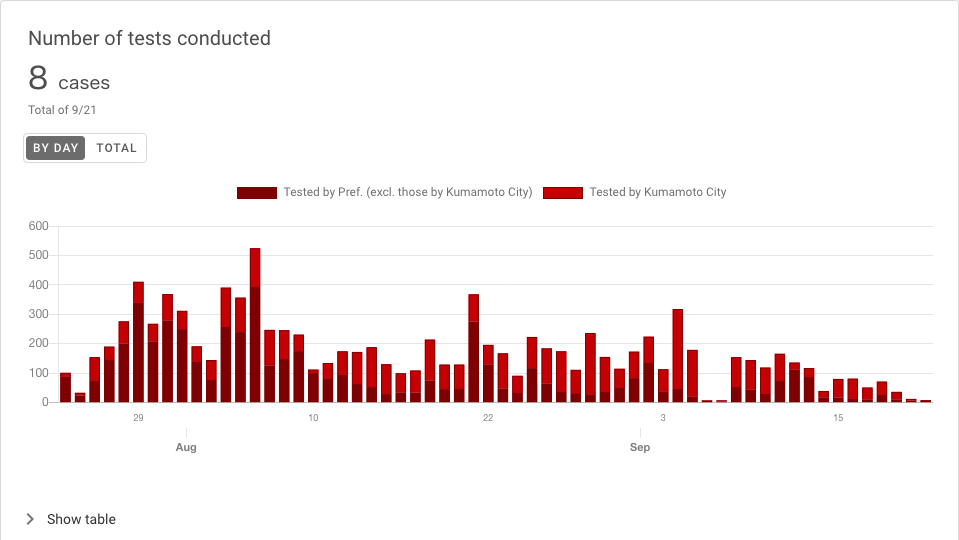 Number of tests conducted
8 cases
Total of 9/21
BY DAY TOTAL
Tested by Pref. (excl. those by Kumamoto City) Tested by Kumamoto City
600
500
400
300
200
100
0
29 10 22 3 15
Aug Sep
Show table